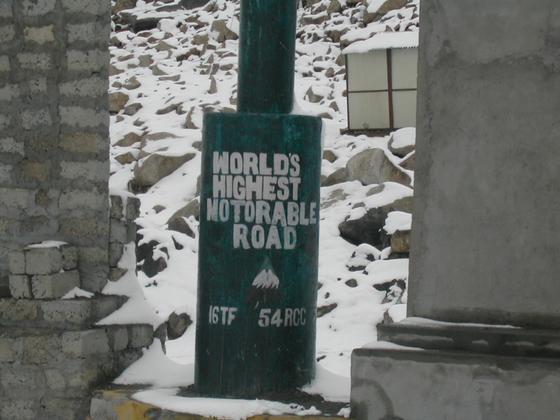 WORLD'S
HIGHEST
MOTORABLE
ROAD
16TF 54RCC